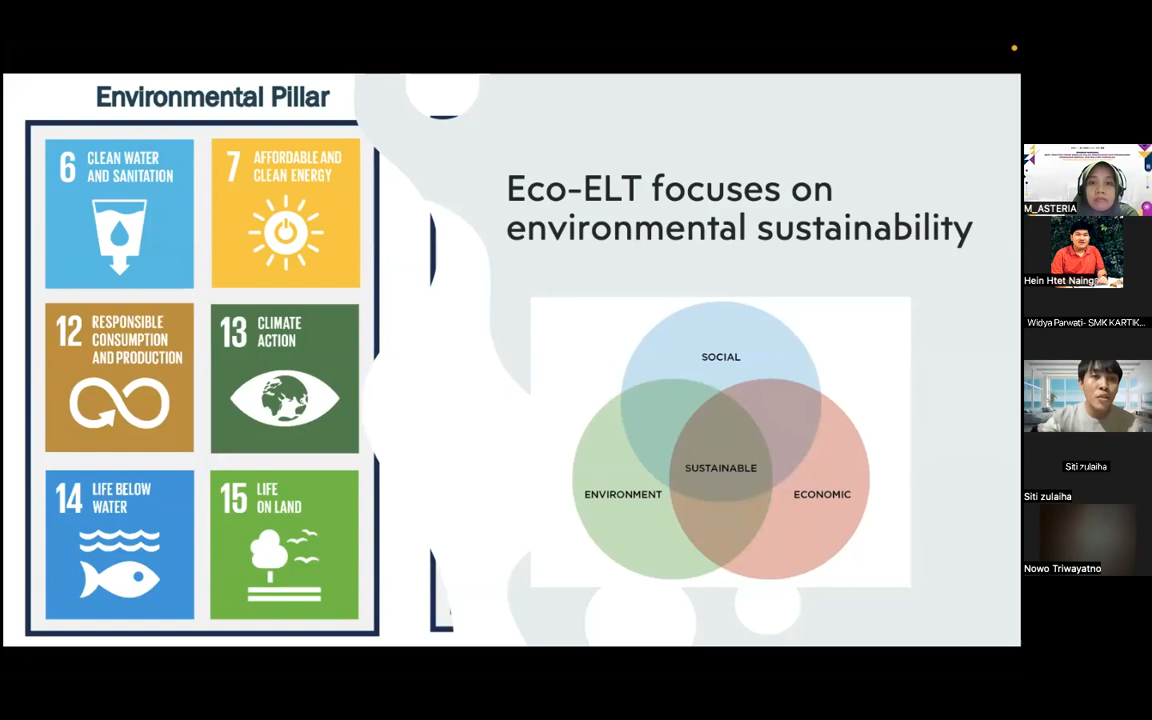 Environmental Pillar
6 CLEAN WATER
AND SANITATION
7 AFFORDABLE AND
CLEAN ENERGY
12 RESPONSIBLE
CONSUMPTION
AND PRODUCTION
13 CLIMATE
ACTION
14 LIFE BELOW
WATER
15 LIFE
ON LAND
Eco-ELT focuses on
environmental sustainability
SOCIAL
SUSTAINABLE
ENVIRONMENT
ECONOMIC
M_ASTERIA
Hein Htet Naing
Widya Parwati- SMK KARTIK...
Siti zulaiha
Siti zulaiha
Nowo Triwayatno